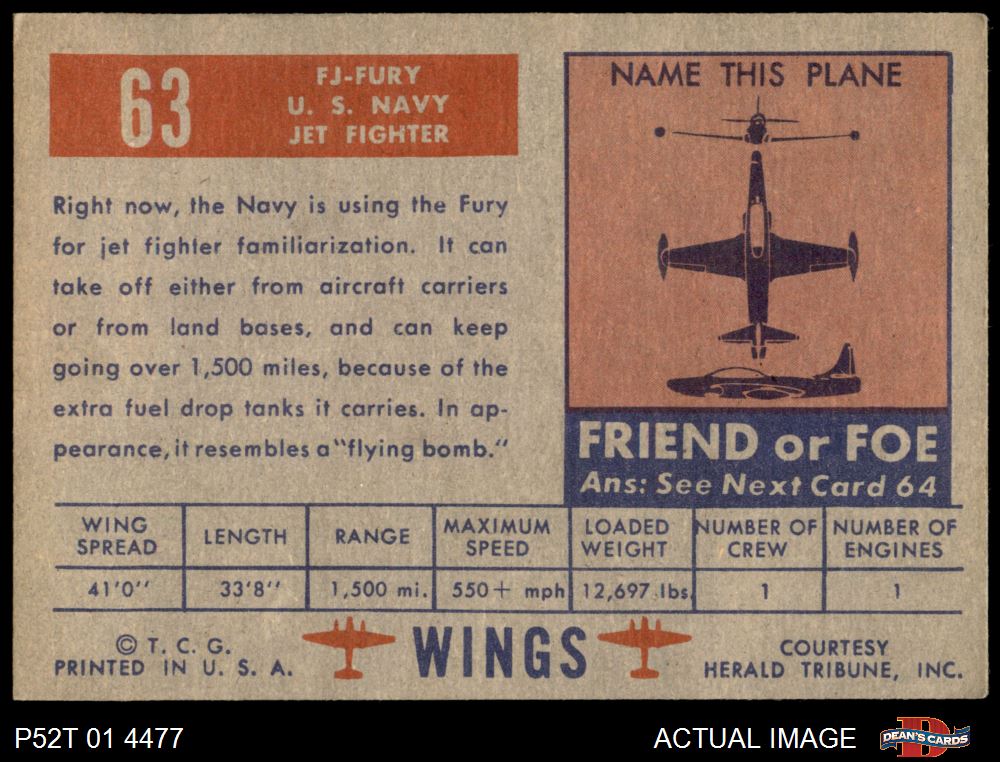 63
FJ-FURY
U. S. NAVY
JET FIGHTER
Right now, the Navy is using the Fury
for jet fighter familiarization. It can
take off either from aircraft carriers
or from land bases, and can keep
going over 1,500 miles, because of the
extra fuel drop tanks it carries. In ap-
pearance, it resembles a "flying bomb."
NAME THIS PLANE
FRIEND or FOE
Ans: See Next Card 64
WING SPREAD LENGTH RANGE MAXIMUM SPEED LOADED WEIGHT NUMBER OF CREW NUMBER OF ENGINES
41'0'' 33'8'' 1,500 mi. 550+ mph 12,697 lbs. 1 1
© T. C. G.
PRINTED IN U. S. A.
WINGS
COURTESY
HERALD TRIBUNE, INC.
P52T 01 4477
ACTUAL IMAGE
D
DEAN'S CARDS